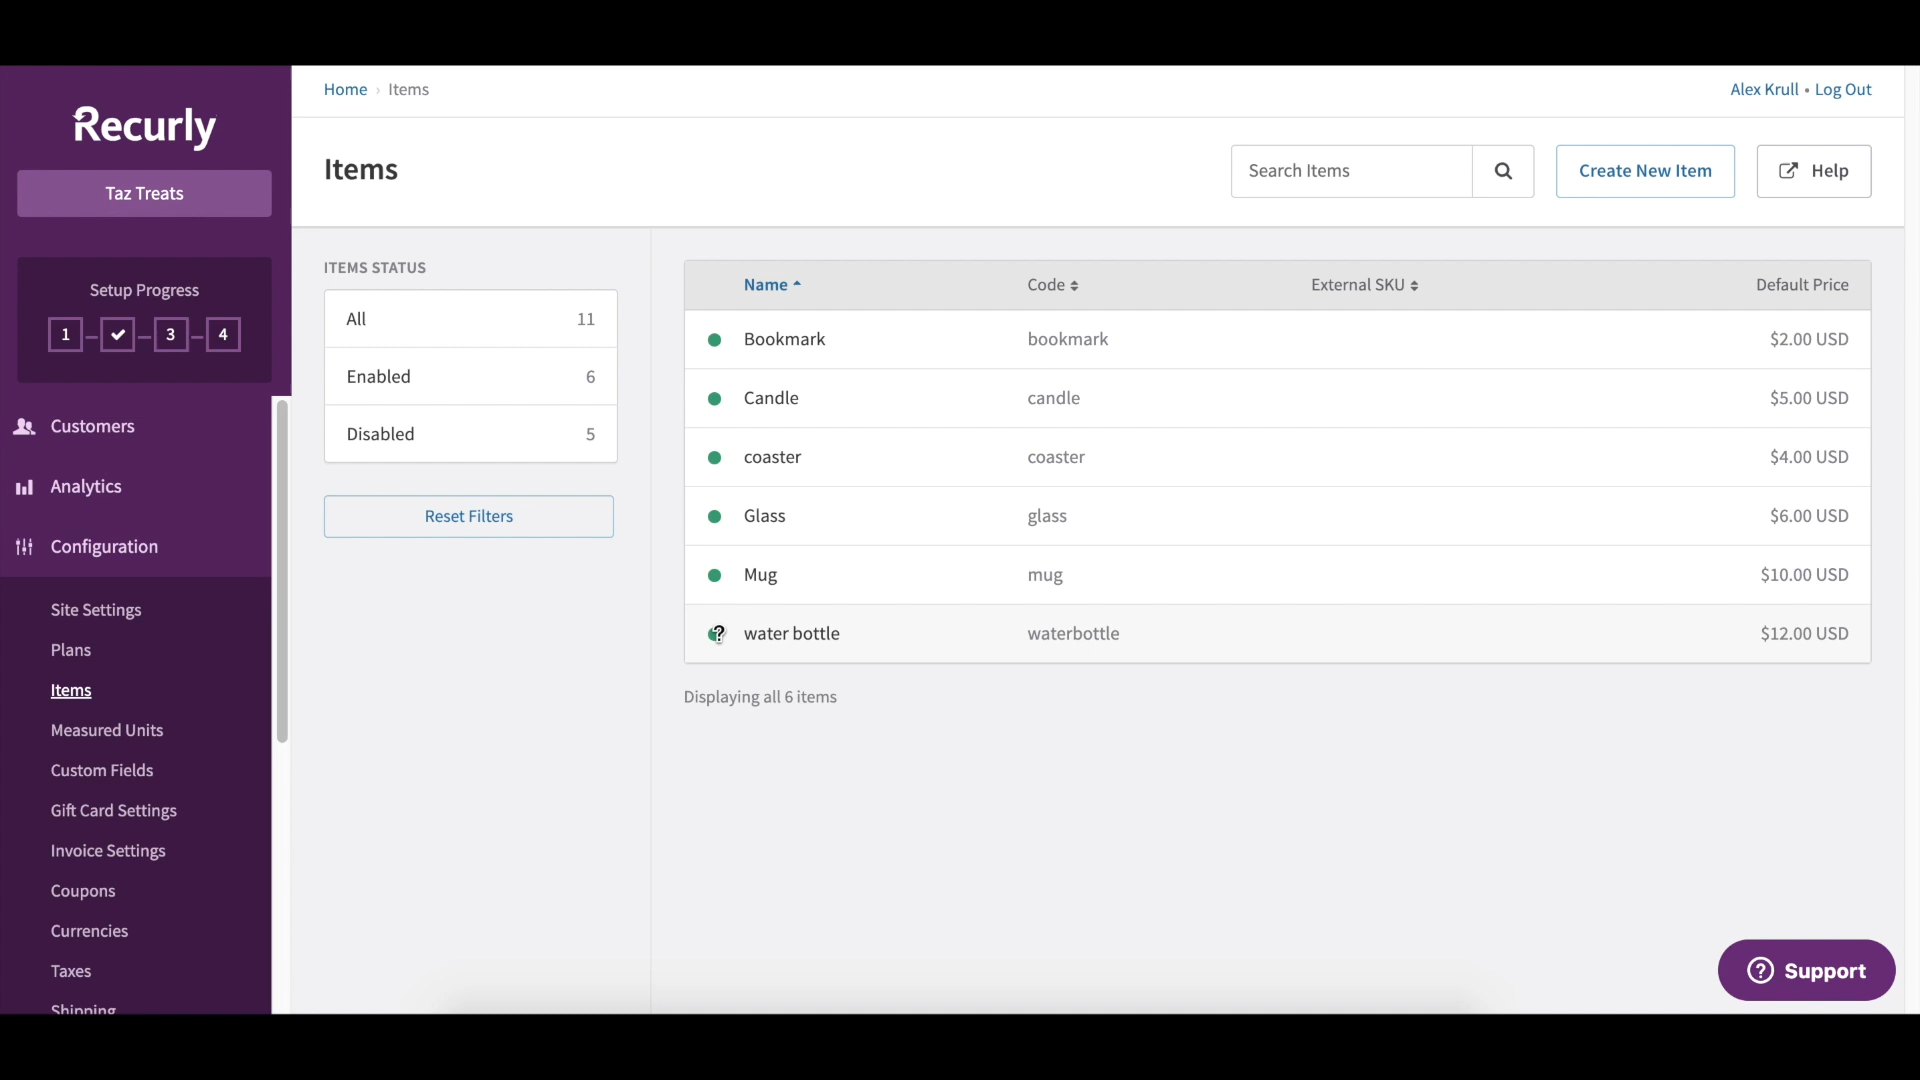 Home › Items
Alex Krull • Log Out
Recurly
Taz Treats
Setup Progress
1
3
4
Customers
Analytics
Configuration
Site Settings
Plans
Items
Measured Units
Custom Fields
Gift Card Settings
Invoice Settings
Coupons
Currencies
Taxes
Shipping
Items
Search Items
Create New Item
Help
ITEMS STATUS
All 11
Enabled 6
Disabled 5
Reset Filters
Name Code External SKU Default Price
Bookmark bookmark $2.00 USD
Candle candle $5.00 USD
coaster coaster $4.00 USD
Glass glass $6.00 USD
Mug mug $10.00 USD
water bottle waterbottle $12.00 USD
Displaying all 6 items
Support